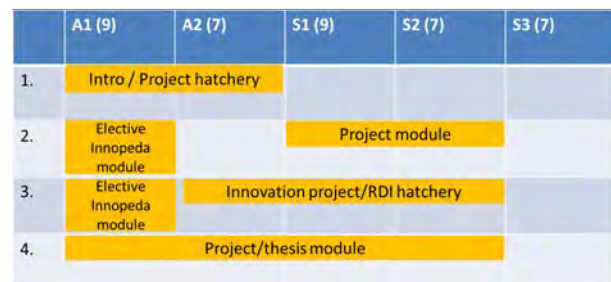 A1 (9) A2 (7) S1 (9) S2 (7) S3 (7)
1. Intro / Project hatchery
2. Elective Innopeda module Project module
3. Elective Innopeda module Innovation project/RDI hatchery
4. Project/thesis module